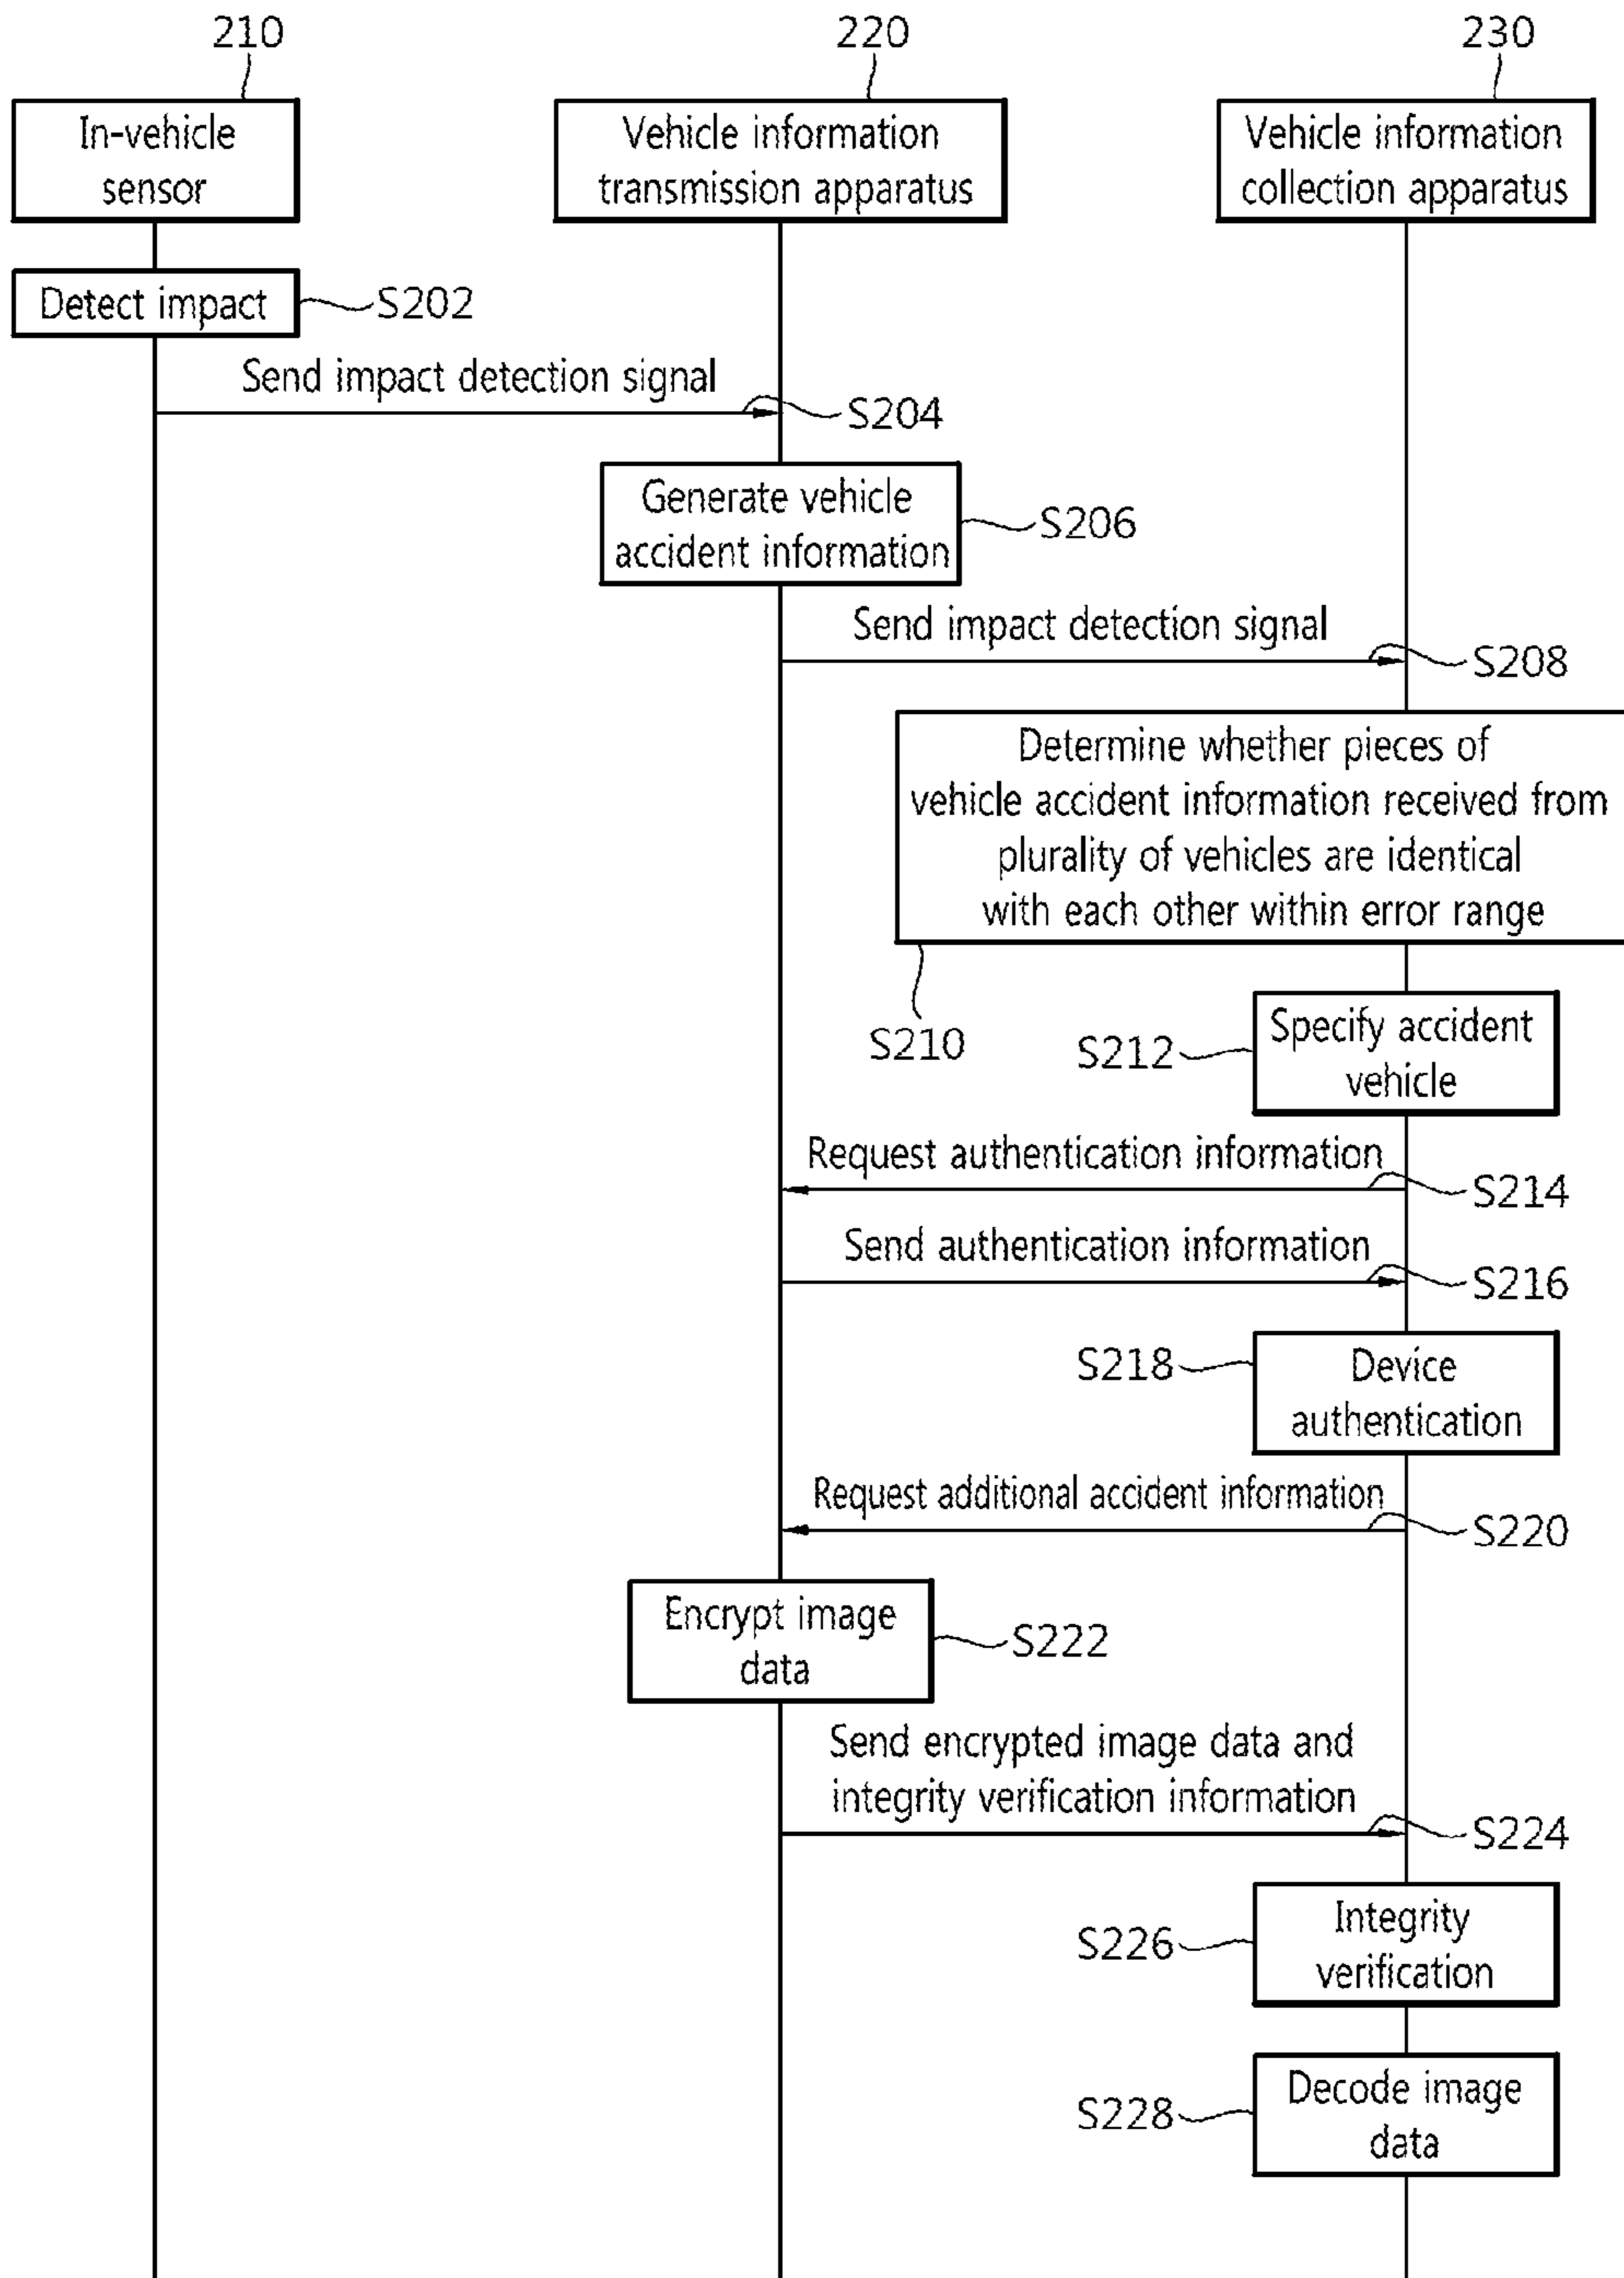 210
220
230
In-vehicle
sensor
Vehicle information
transmission apparatus
Vehicle information
collection apparatus
Detect impact
S202
Send impact detection signal
S204
Generate vehicle
accident information
S206
Send impact detection signal
S208
Determine whether pieces of
vehicle accident information received from
plurality of vehicles are identical
with each other within error range
S210
S212
Specify accident
vehicle
Request authentication information
S214
Send authentication information
S216
S218
Device
authentication
Request additional accident information
S220
Encrypt image
data
S222
Send encrypted image data and
integrity verification information
S224
S226
Integrity
verification
S228
Decode image
data